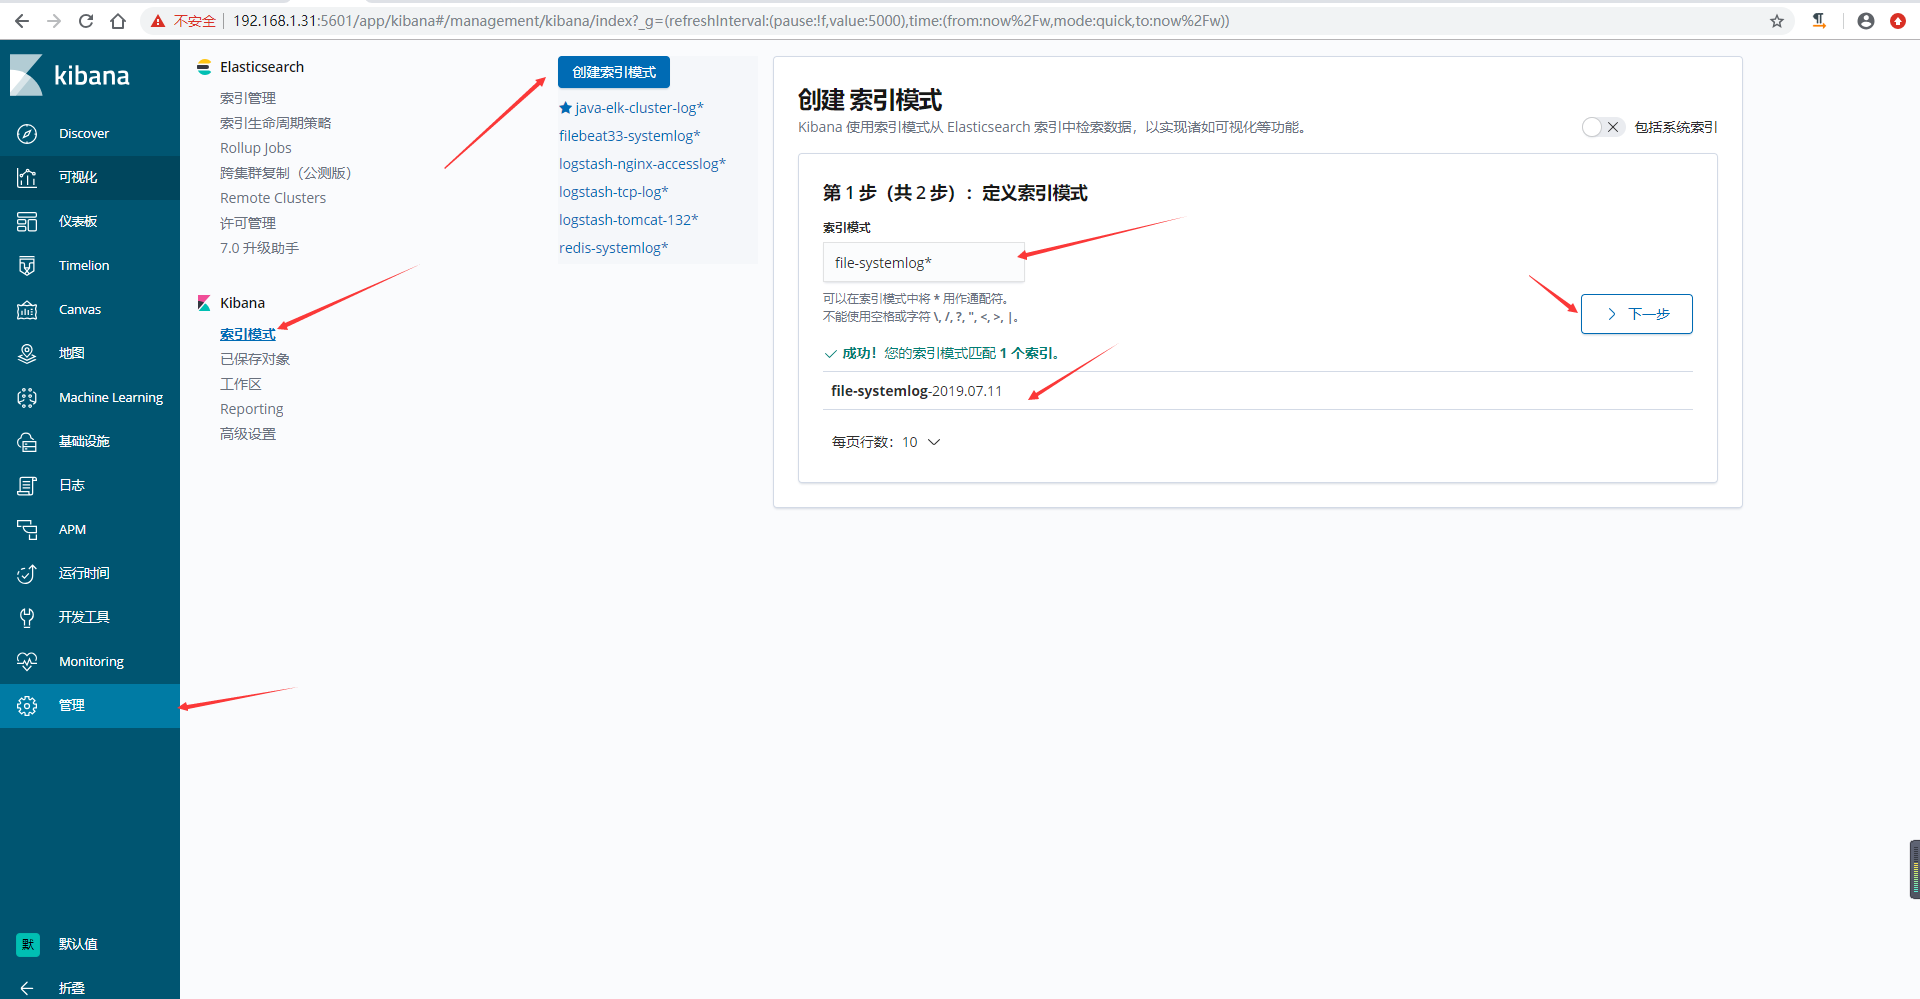 不安全
192.168.1.31:5601/app/kibana#/management/kibana/index?_g=(refreshInterval:(pause:!f,value:5000),time:(from:now%2Fw,mode:quick,to:now%2Fw))
kibana
Discover
可视化
仪表板
Timelion
Canvas
地图
Machine Learning
基础设施
日志
APM
运行时间
开发工具
Monitoring
管理
默 默认值
折叠
Elasticsearch
索引管理
索引生命周期策略
Rollup Jobs
跨集群复制（公测版）
Remote Clusters
许可管理
7.0 升级助手
Kibana
索引模式
已保存对象
工作区
Reporting
高级设置
创建索引模式
java-elk-cluster-log*
filebeat33-systemlog*
logstash-nginx-accesslog*
logstash-tcp-log*
logstash-tomcat-132*
redis-systemlog*
创建 索引模式
Kibana 使用索引模式从 Elasticsearch 索引中检索数据，以实现诸如可视化等功能。
包括系统索引
第 1 步（共 2 步）：定义索引模式
索引模式
file-systemlog*
可以在索引模式中将 * 用作通配符。
不能使用空格或字符 \, /, ?, ", <, >, |。
下一步
成功！您的索引模式匹配 1 个索引。
file-systemlog-2019.07.11
每页行数：10